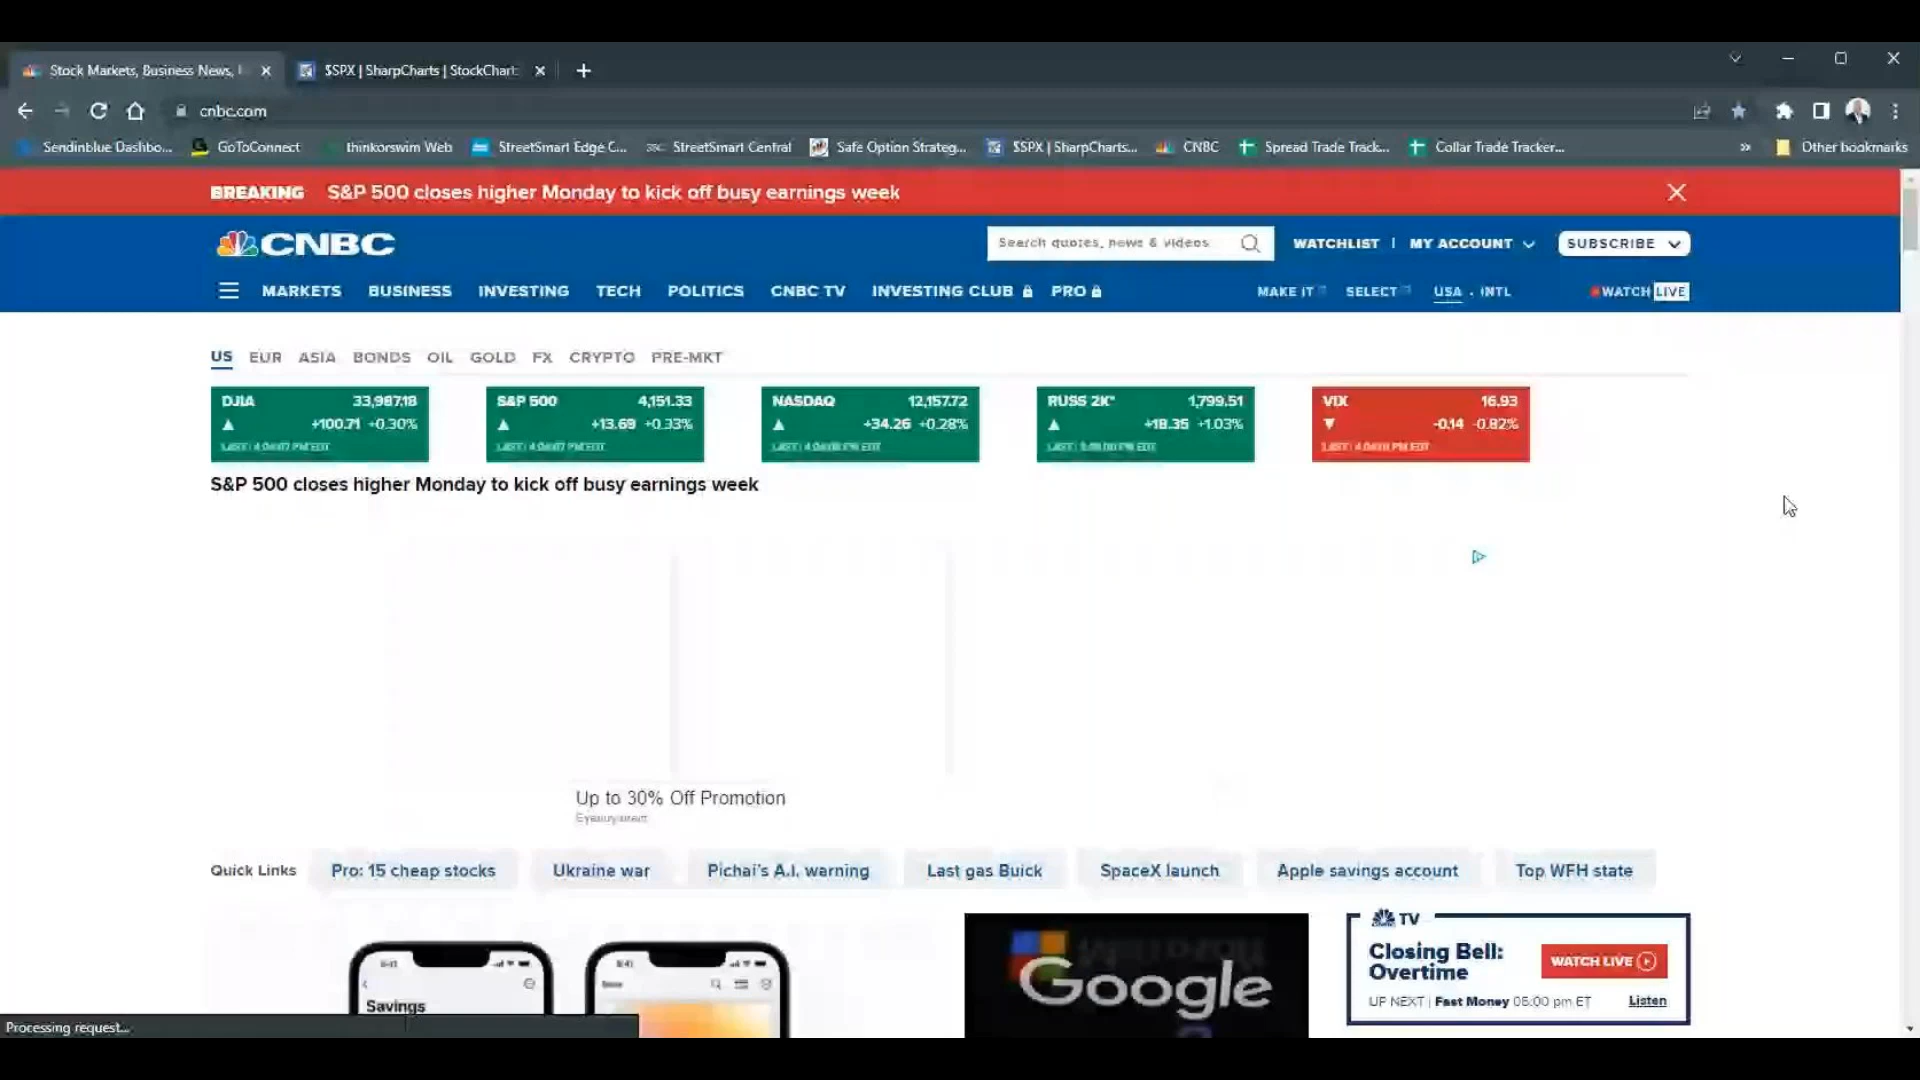 Stock Markets, Business News,
$SPX | SharpCharts | StockChart
cnbc.com
Sendinblue Dashbo...
GoToConnect
thinkorswim Web
StreetSmart Edge C...
StreetSmart Central
Safe Option Strateg...
$SPX | SharpCharts...
CNBC
Spread Trade Track...
Collar Trade Tracker...
»
Other bookmarks
BREAKING S&P 500 closes higher Monday to kick off busy earnings week
CNBC
Search quotes, news & videos
WATCHLIST | MY ACCOUNT
SUBSCRIBE
MARKETS BUSINESS INVESTING TECH POLITICS CNBC TV INVESTING CLUB PRO
MAKE IT SELECT USA · INTL
WATCH LIVE
US EUR ASIA BONDS OIL GOLD FX CRYPTO PRE-MKT
DJIA 33,987.18
+100.71 +0.30%
S&P 500 4,151.33
+13.69 +0.33%
NASDAQ 12,157.72
+34.26 +0.28%
RUSS 2K* 1,799.51
+18.35 +1.03%
VIX 16.93
-0.14 -0.82%
S&P 500 closes higher Monday to kick off busy earnings week
Up to 30% Off Promotion
Quick Links
Pro: 15 cheap stocks
Ukraine war
Pichai's A.I. warning
Last gas Buick
SpaceX launch
Apple savings account
Top WFH state
Savings
Google
TV
Closing Bell:
Overtime
WATCH LIVE
UP NEXT | Fast Money 05:00 pm ET
Listen
Processing request...